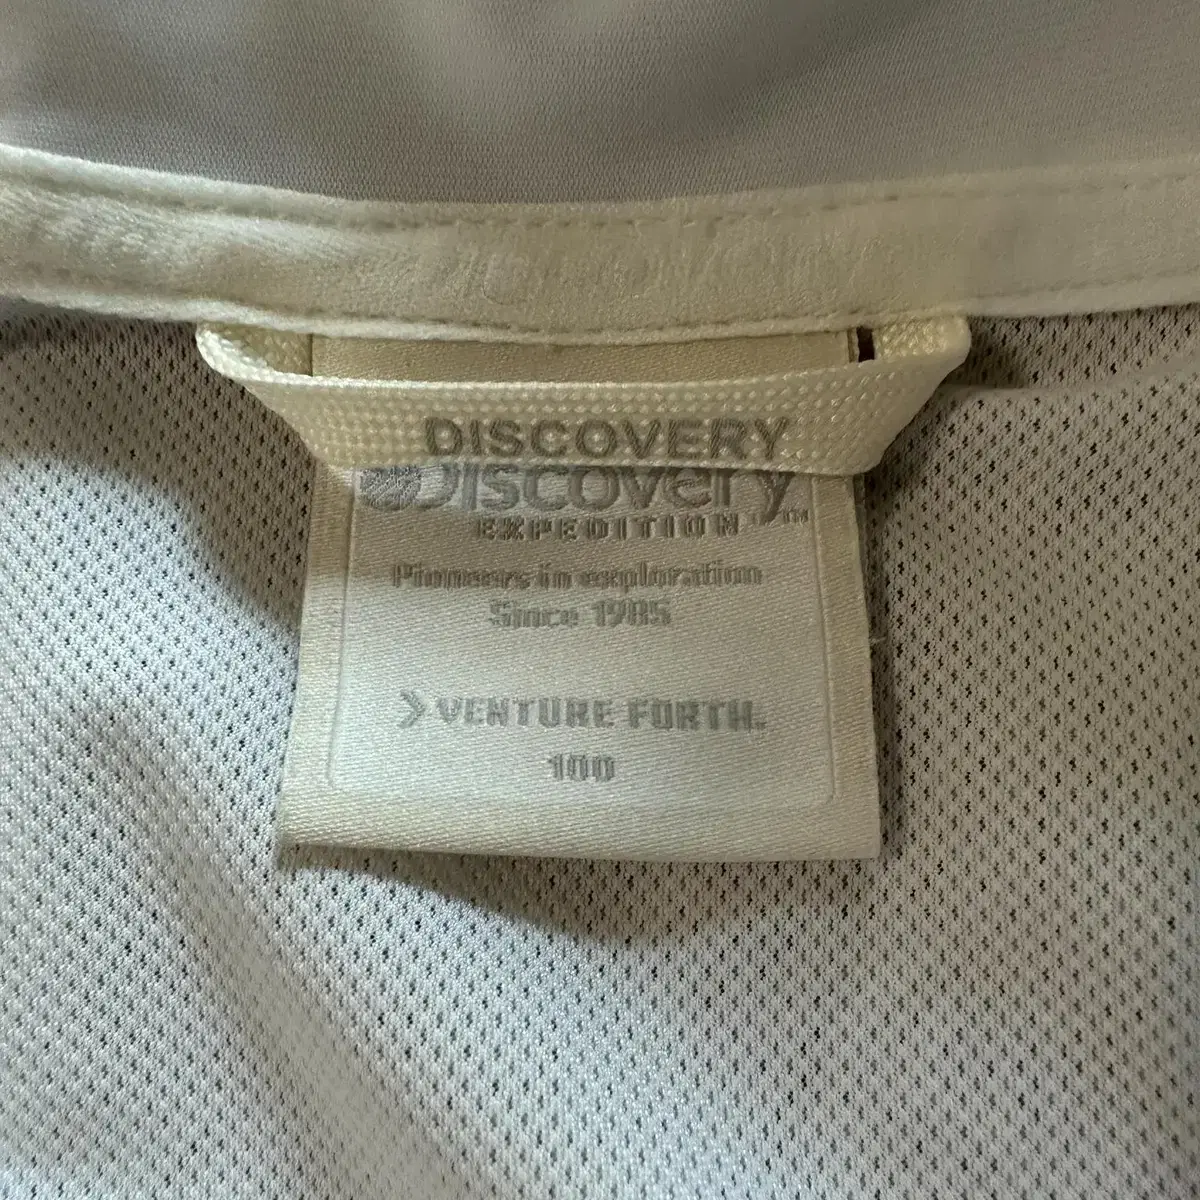 DISCOVERY
Discovery
EXPEDITION™
Pioneers in exploration
Since 1985
> VENTURE FORTH.
100